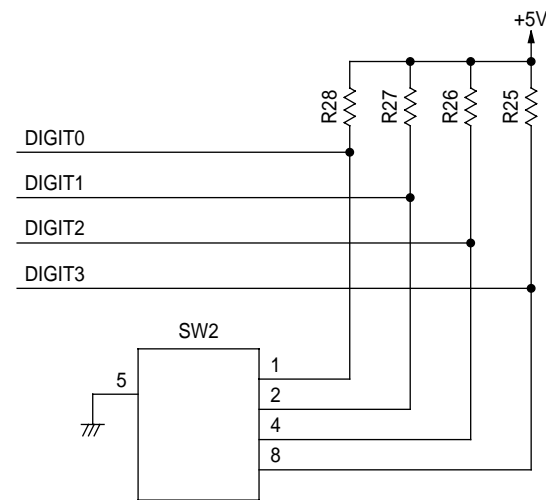 +5V
R28
R27
R26
R25
DIGIT0
DIGIT1
DIGIT2
DIGIT3
SW2
5
1
2
4
8